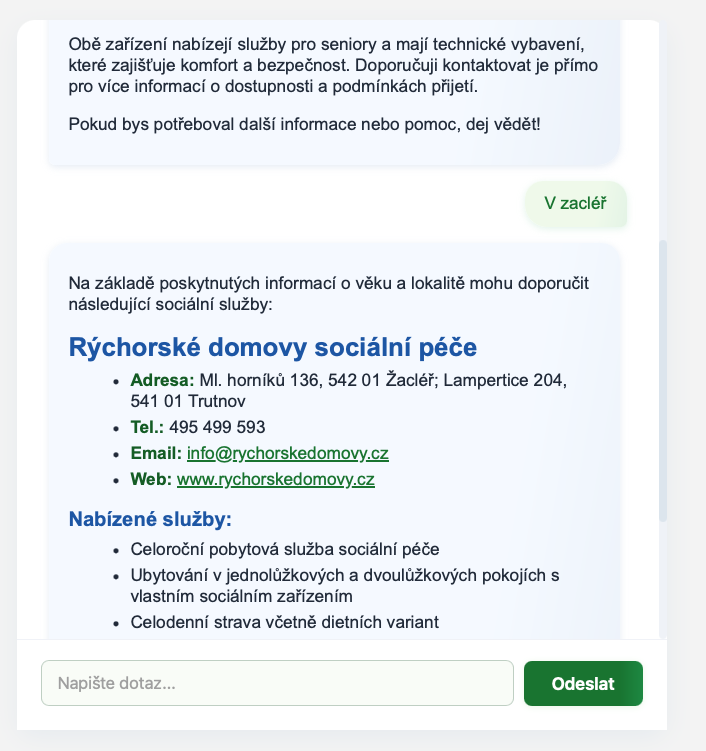 Obě zařízení nabízejí služby pro seniory a mají technické vybavení,
které zajišťuje komfort a bezpečnost. Doporučuji kontaktovat je přímo
pro více informací o dostupnosti a podmínkách přijetí.
Pokud bys potřeboval další informace nebo pomoc, dej vědět!
V zacléř
Na základě poskytnutých informací o věku a lokalitě mohu doporučit
následující sociální služby:
Rýchorské domovy sociální péče
• Adresa: Ml. horníků 136, 542 01 Žacléř; Lampertice 204,
541 01 Trutnov
• Tel.: 495 499 593
• Email: info@rychorskedomovy.cz
• Web: www.rychorskedomovy.cz
Nabízené služby:
• Celoroční pobytová služba sociální péče
• Ubytování v jednolůžkových a dvoulůžkových pokojích s
vlastním sociálním zařízením
• Celodenní strava včetně dietních variant
Napište dotaz...
Odeslat